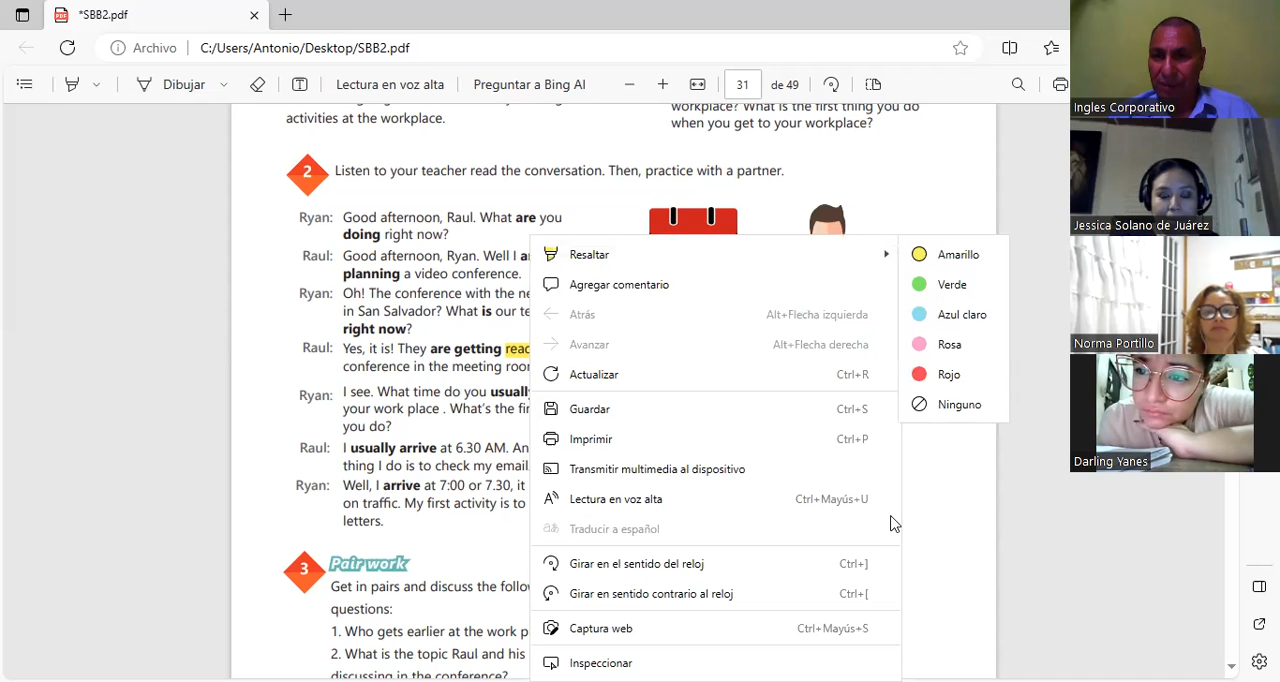 *SBB2.pdf
Archivo
C:/Users/Antonio/Desktop/SBB2.pdf
Dibujar
Lectura en voz alta
Preguntar a Bing AI
31
de 49
activities at the workplace.
workplace? What is the first thing you do
when you get to your workplace?
2
Listen to your teacher read the conversation. Then, practice with a partner.
Ryan: Good afternoon, Raul. What are you
doing right now?
Raul: Good afternoon, Ryan. Well I
planning a video conference.
Ryan: Oh! The conference with the
in San Salvador? What is our
right now?
Raul: Yes, it is! They are getting
conference in the meeting
Ryan: I see. What time do you
your work place . What's the
you do?
Raul: I usually arrive at 6.30 AM.
thing I do is to check my email
Ryan: Well, I arrive at 7:00 or 7.30, it
on traffic. My first activity is to
letters.
3
Pair work
Get in pairs and discuss the
questions:
1. Who gets earlier at the work
2. What is the topic Raul and his
discussing in the conference?
Resaltar
Agregar comentario
Atrás Alt+Flecha izquierda
Avanzar Alt+Flecha derecha
Actualizar Ctrl+R
Guardar Ctrl+S
Imprimir Ctrl+P
Transmitir multimedia al dispositivo
Lectura en voz alta Ctrl+Mayús+U
Traducir a español
Girar en el sentido del reloj Ctrl+]
Girar en sentido contrario al reloj Ctrl+[
Captura web Ctrl+Mayús+S
Inspeccionar
Amarillo
Verde
Azul claro
Rosa
Rojo
Ninguno
Ingles Corporativo
Jessica Solano de Juárez
Norma Portillo
Darling Yanes